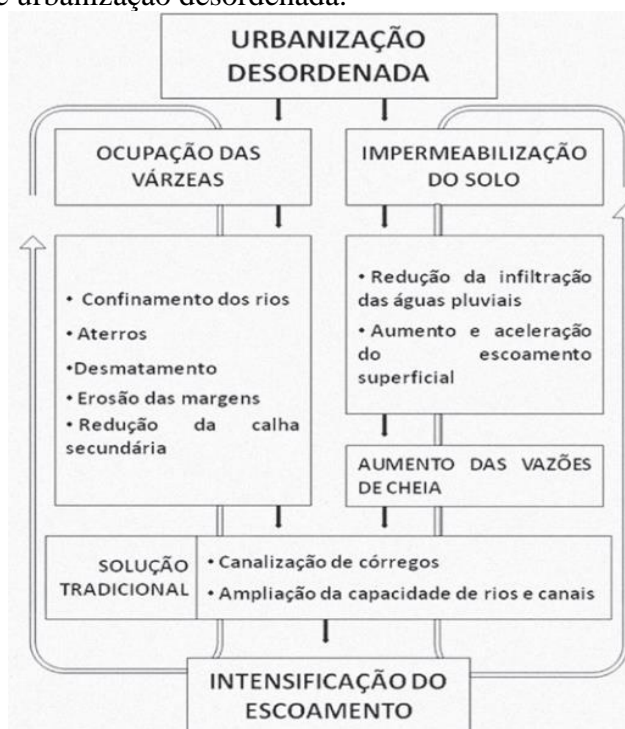 e urbanização desordenada.
URBANIZAÇÃO
DESORDENADA
OCUPAÇÃO DAS
VÁRZEAS
IMPERMEABILIZAÇÃO
DO SOLO
• Confinamento dos rios
• Aterros
•Desmatamento
• Erosão das margens
• Redução da calha
secundária
• Redução da infiltração
das águas pluviais
• Aumento e aceleração
do escoamento
superficial
AUMENTO DAS VAZÕES
DE CHEIA
SOLUÇÃO
TRADICIONAL
• Canalização de córregos
• Ampliação da capacidade de rios e canais
INTENSIFICAÇÃO DO
ESCOAMENTO